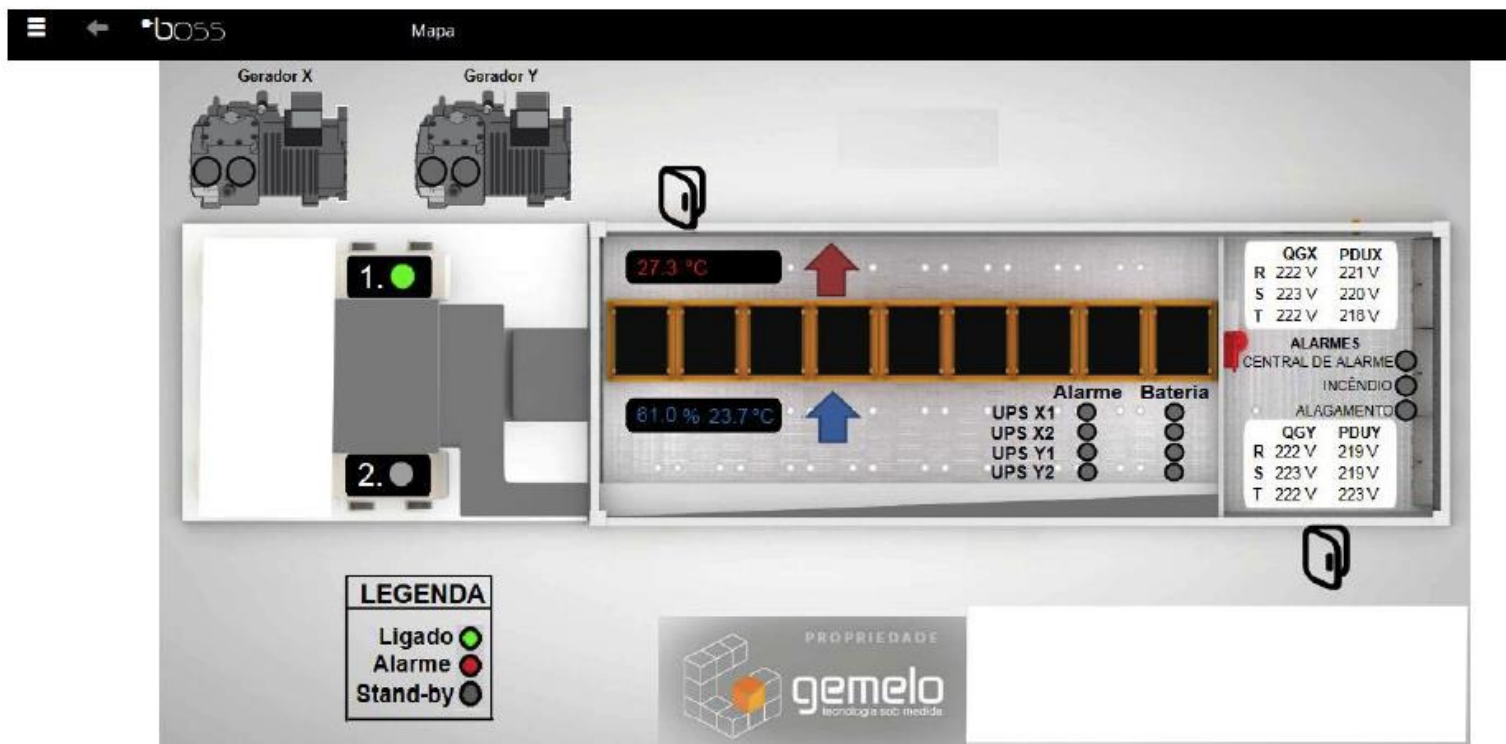 boss
Mapa
Gerador X
Gerador Y
1.
27.3 °C
QGX PDUX
R 222 V 221 V
S 223 V 220 V
T 222 V 218 V
ALARMES
CENTRAL DE ALARME
INCÊNDIO
ALAGAMENTO
Alarme Bateria
61.0 % 23.7 °C
UPS X1
UPS X2
UPS Y1
UPS Y2
QGY PDUY
R 222 V 219 V
S 223 V 219 V
T 222 V 223 V
2.
LEGENDA
Ligado
Alarme
Stand-by
PROPRIEDADE
gemelo
tecnologia sob medida